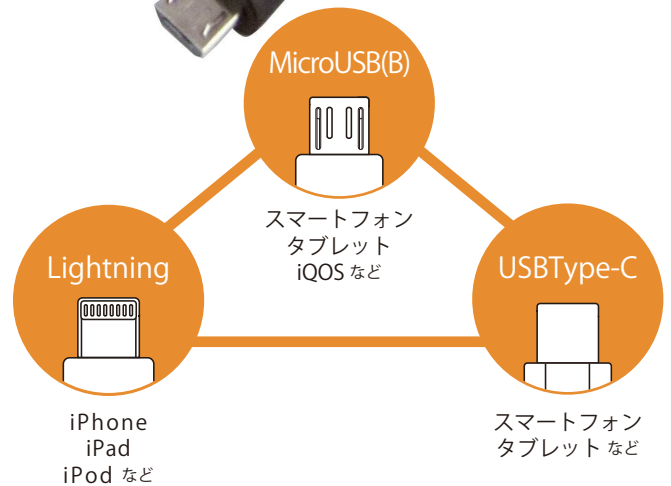 MicroUSB(B)
スマートフォン
タブレット
iQOS など
Lightning
iPhone
iPad
iPod など
USBType-C
スマートフォン
タブレット など